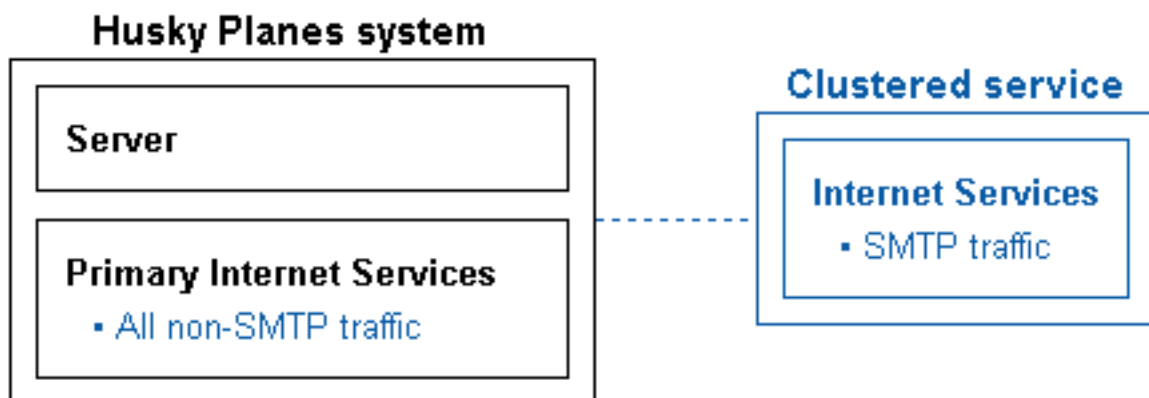 Husky Planes system
Server
Primary Internet Services
▪ All non-SMTP traffic
Clustered service
Internet Services
▪ SMTP traffic